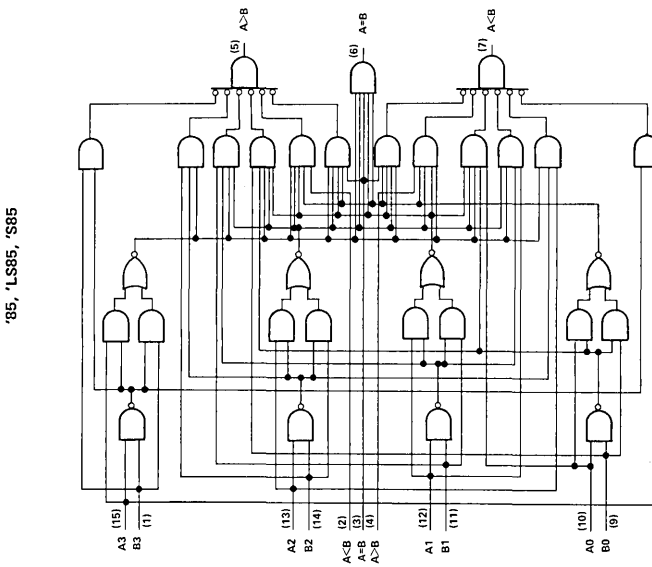 '85, 'LS85, 'S85
(5) A>B
(6) A=B
(7) A<B
A3 (15)
B3 (1)
A2 (13)
B2 (14)
A<B (2)
A=B (3)
A>B (4)
A1 (12)
B1 (11)
A0 (10)
B0 (9)